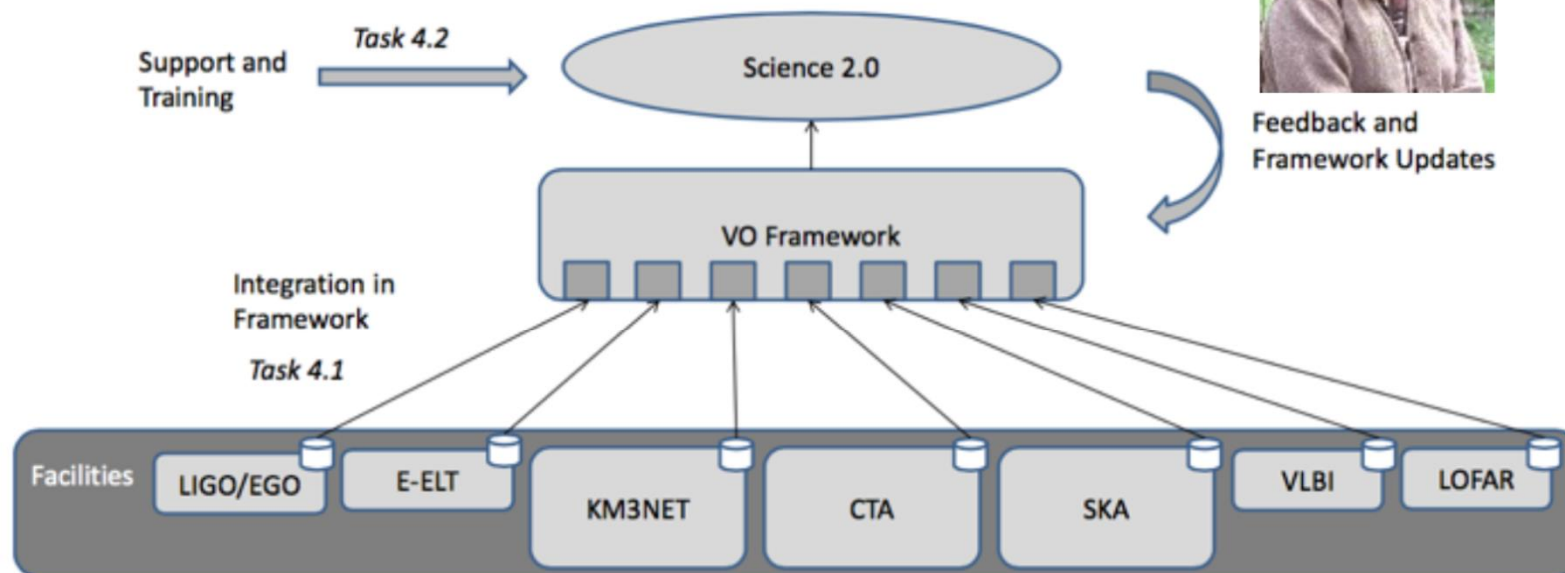 Task 4.2
Support and
Training
Science 2.0
Feedback and
Framework Updates
VO Framework
Integration in
Framework
Task 4.1
Facilities
LIGO/EGO
E-ELT
KM3NET
CTA
SKA
VLBI
LOFAR